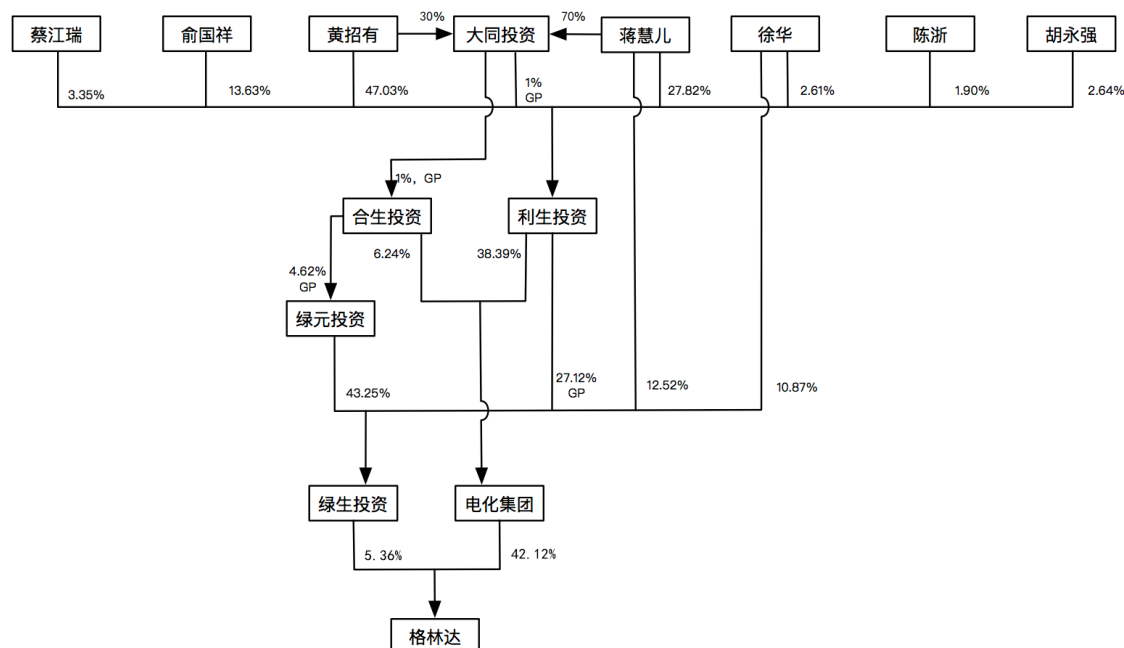 30%
70%
蔡江瑞
俞国祥
黄招有
大同投资
蒋慧儿
徐华
陈浙
胡永强
3.35%
13.63%
47.03%
1%
GP
27.82%
2.61%
1.90%
2.64%
1%，GP
合生投资
利生投资
6.24%
38.39%
4.62%
GP
绿元投资
43.25%
27.12%
GP
12.52%
10.87%
绿生投资
电化集团
5.36%
42.12%
格林达